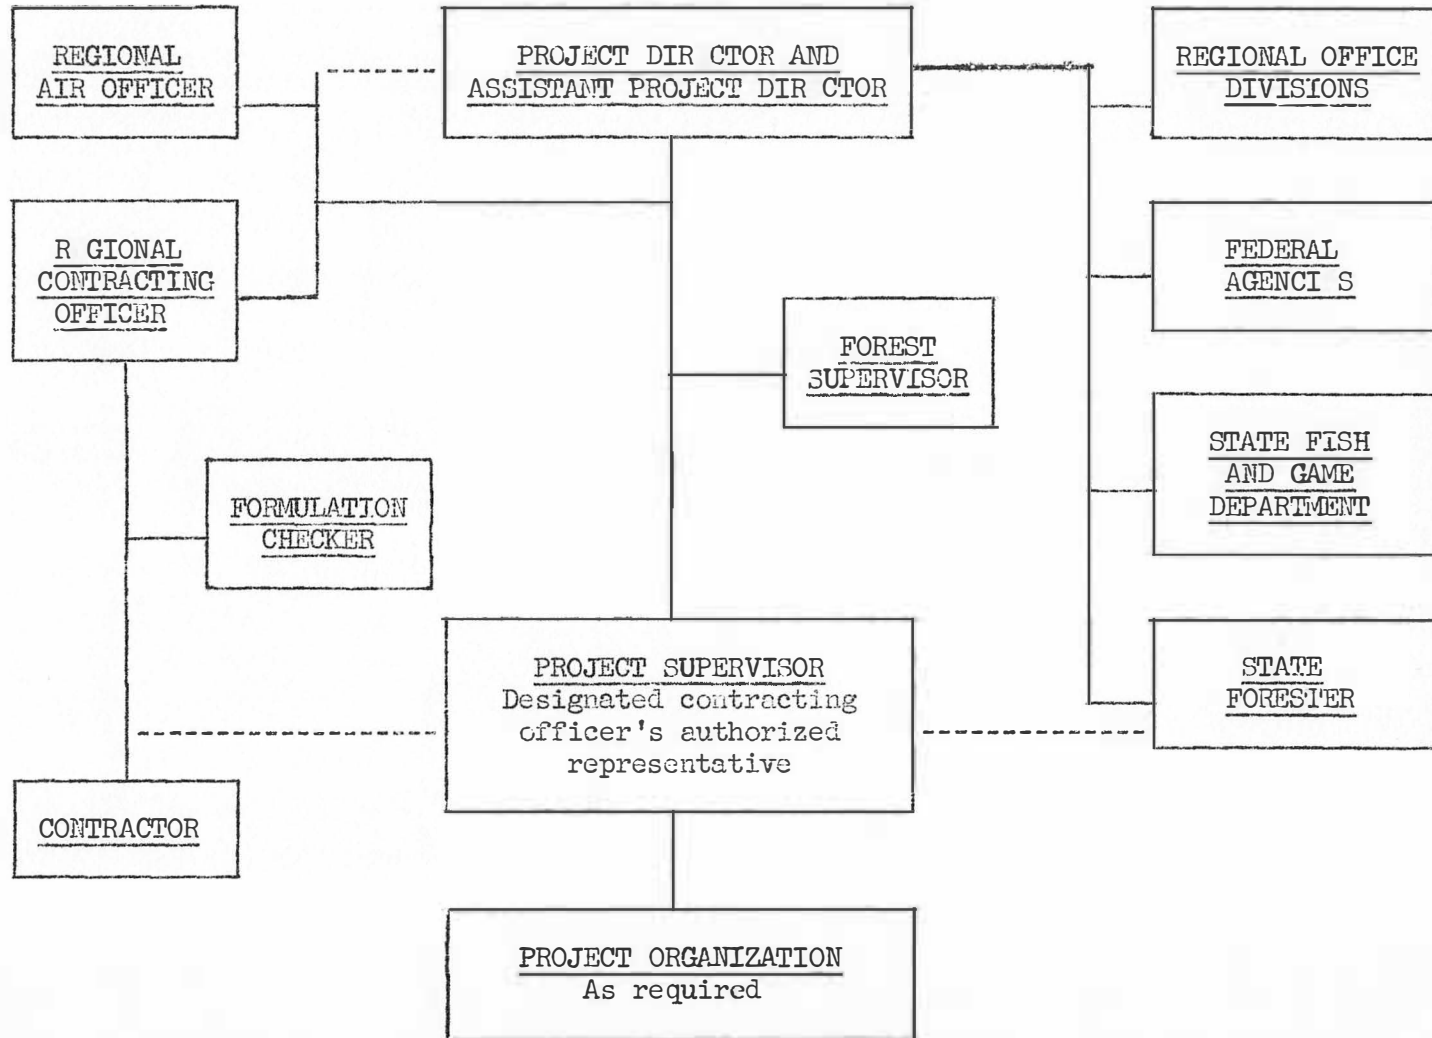 REGIONAL
AIR OFFICER
PROJECT DIR CTOR AND
ASSISTANT PROJECT DIR CTOR
REGIONAL OFFICE
DIVISIONS
R GIONAL
CONTRACTING
OFFICER
FEDERAL
AGENCI S
FOREST
SUPERVISOR
STATE FISH
AND GAME
DEPARTMENT
FORMULATION
CHECKER
PROJECT SUPERVISOR
Designated contracting
officer's authorized
representative
STATE
FORESTER
CONTRACTOR
PROJECT ORGANIZATION
As required